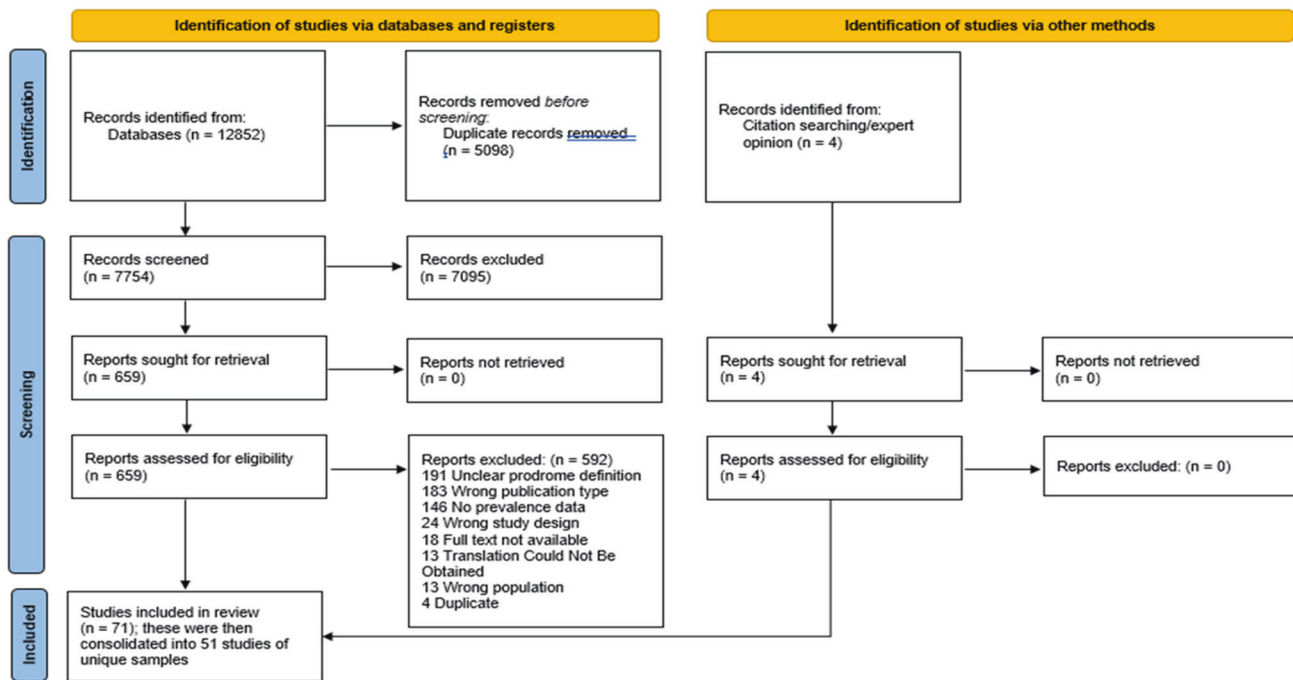 Identification of studies via databases and registers
Identification of studies via other methods
Identification
Records identified from:
Databases (n = 12852)
Records removed before
screening:
Duplicate records removed
(n = 5098)
Records identified from:
Citation searching/expert
opinion (n = 4)
Screening
Records screened
(n = 7754)
Records excluded
(n = 7095)
Reports sought for retrieval
(n = 659)
Reports not retrieved
(n = 0)
Reports sought for retrieval
(n = 4)
Reports not retrieved
(n = 0)
Reports assessed for eligibility
(n = 659)
Reports excluded: (n = 592)
191 Unclear prodrome definition
183 Wrong publication type
146 No prevalence data
24 Wrong study design
18 Full text not available
13 Translation Could Not Be
Obtained
13 Wrong population
4 Duplicate
Reports assessed for eligibility
(n = 4)
Reports excluded: (n = 0)
Included
Studies included in review
(n = 71); these were then
consolidated into 51 studies of
unique samples